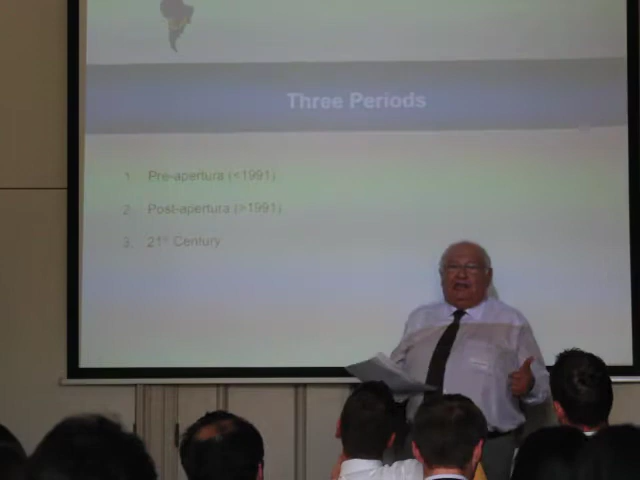 Three Periods
1. Pre-apertura (<1991)
2. Post-apertura (>1991)
3. 21st Century